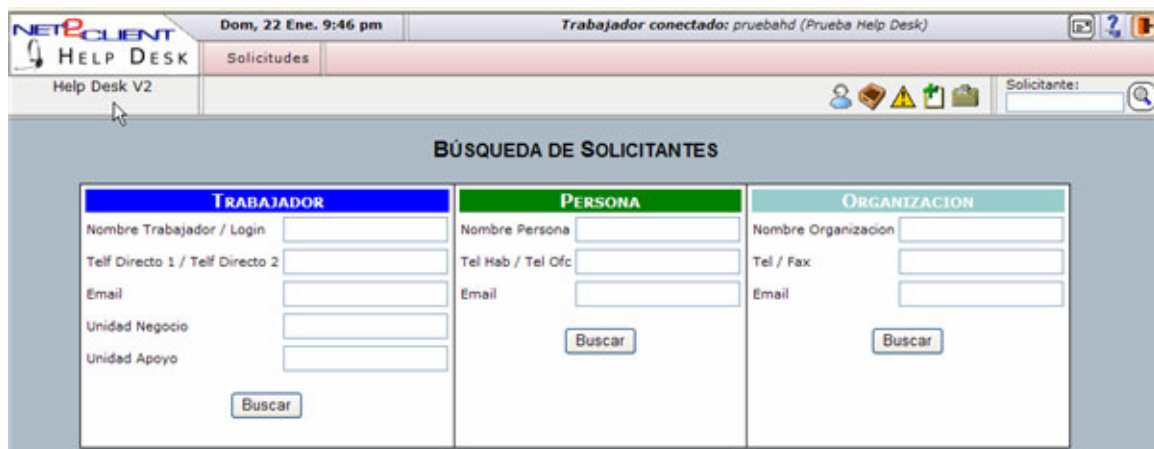 NET2CLIENT
HELP DESK
Dom, 22 Ene. 9:46 pm
Trabajador conectado: pruebahd (Prueba Help Desk)
Solicitudes
Help Desk V2
Solicitante:
BÚSQUEDA DE SOLICITANTES
TRABAJADOR
Nombre Trabajador / Login
Telf Directo 1 / Telf Directo 2
Email
Unidad Negocio
Unidad Apoyo
Buscar
PERSONA
Nombre Persona
Tel Hab / Tel Ofc
Email
Buscar
ORGANIZACION
Nombre Organizacion
Tel / Fax
Email
Buscar